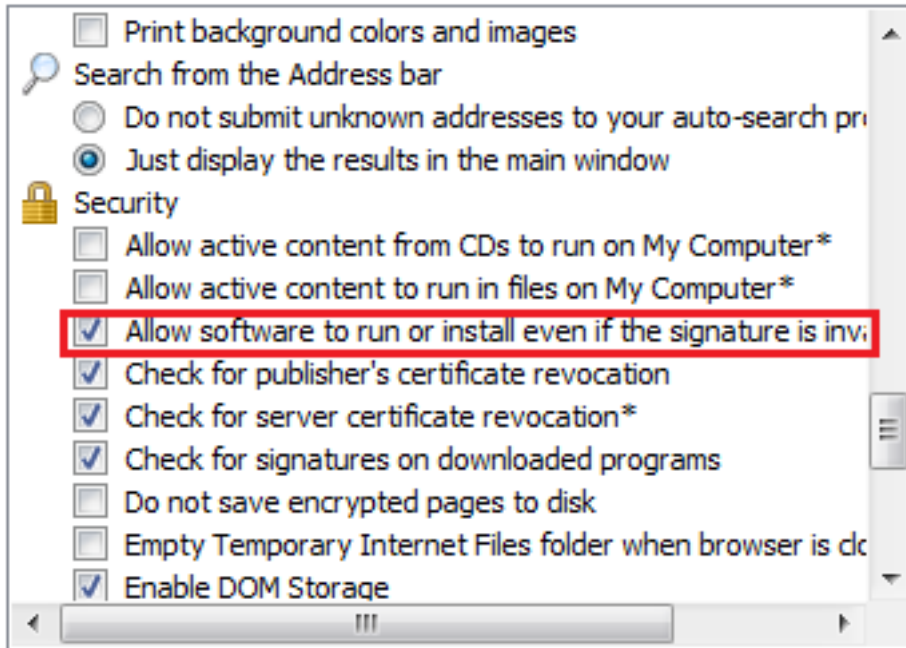 Print background colors and images
Search from the Address bar
Do not submit unknown addresses to your auto-search pro
Just display the results in the main window
Security
Allow active content from CDs to run on My Computer*
Allow active content to run in files on My Computer*
Allow software to run or install even if the signature is inva
Check for publisher's certificate revocation
Check for server certificate revocation*
Check for signatures on downloaded programs
Do not save encrypted pages to disk
Empty Temporary Internet Files folder when browser is clo
Enable DOM Storage